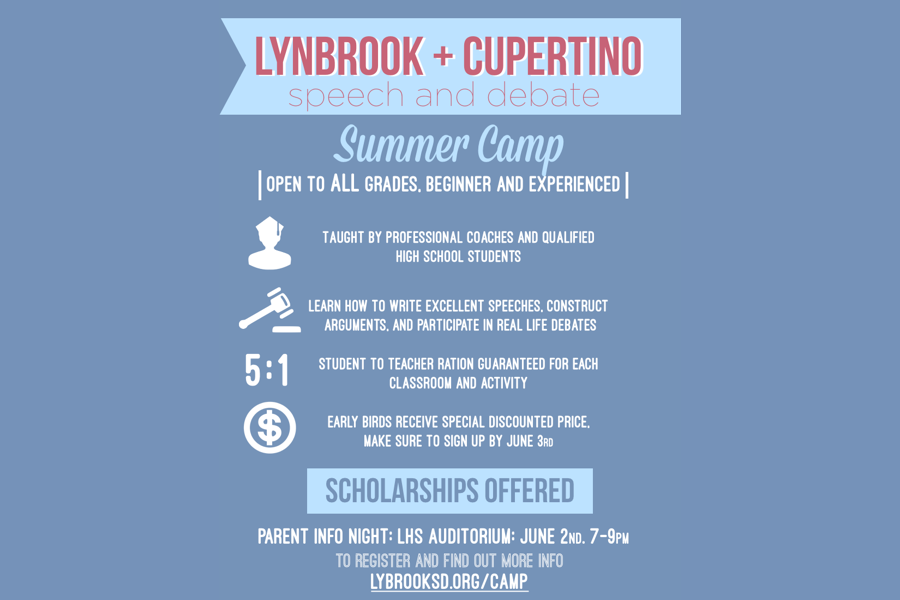 LYNBROOK + CUPERTINO
speech and debate
Summer Camp
OPEN TO ALL GRADES, BEGINNER AND EXPERIENCED
TAUGHT BY PROFESSIONAL COACHES AND QUALIFIED
HIGH SCHOOL STUDENTS
LEARN HOW TO WRITE EXCELLENT SPEECHES, CONSTRUCT
ARGUMENTS, AND PARTICIPATE IN REAL LIFE DEBATES
5:1
STUDENT TO TEACHER RATION GUARANTEED FOR EACH
CLASSROOM AND ACTIVITY
$
EARLY BIRDS RECEIVE SPECIAL DISCOUNTED PRICE,
MAKE SURE TO SIGN UP BY JUNE 3RD
SCHOLARSHIPS OFFERED
PARENT INFO NIGHT: LHS AUDITORIUM: JUNE 2ND, 7-9PM
TO REGISTER AND FIND OUT MORE INFO
LYBROOKSD.ORG/CAMP